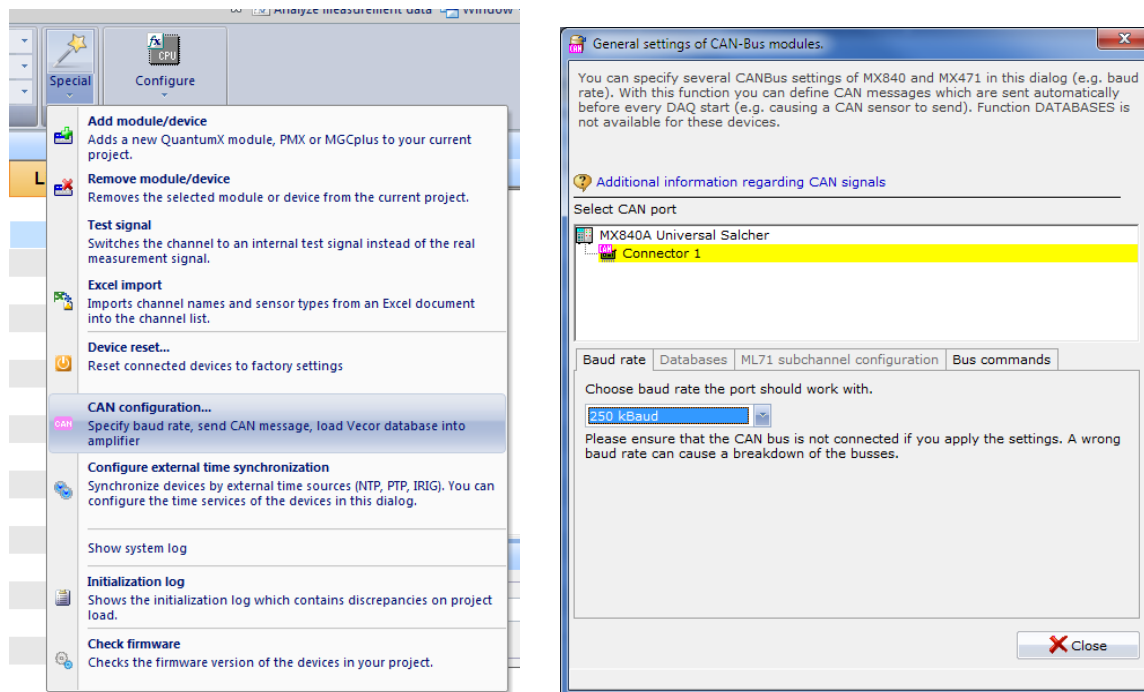 Analyze measurement data Window
Special
Configure
fx
CPU
Add module/device
Adds a new QuantumX module, PMX or MGCplus to your current
project.
L
Remove module/device
Removes the selected module or device from the current project.
Test signal
Switches the channel to an internal test signal instead of the real
measurement signal.
Excel import
Imports channel names and sensor types from an Excel document
into the channel list.
Device reset...
Reset connected devices to factory settings
CAN configuration...
CAN
Specify baud rate, send CAN message, load Vecor database into
amplifier
Configure external time synchronization
Synchronize devices by external time sources (NTP, PTP, IRIG). You can
configure the time services of the devices in this dialog.
Show system log
Initialization log
Shows the initialization log which contains discrepancies on project
load.
Check firmware
Checks the firmware version of the devices in your project.
General settings of CAN-Bus modules.
You can specify several CANBus settings of MX840 and MX471 in this dialog (e.g. baud
rate). With this function you can define CAN messages which are sent automatically
before every DAQ start (e.g. causing a CAN sensor to send). Function DATABASES is
not available for these devices.
Additional information regarding CAN signals
Select CAN port
MX840A Universal Salcher
CAN Connector 1
Baud rate Databases ML71 subchannel configuration Bus commands
Choose baud rate the port should work with.
250 kBaud
Please ensure that the CAN bus is not connected if you apply the settings. A wrong
baud rate can cause a breakdown of the busses.
Close